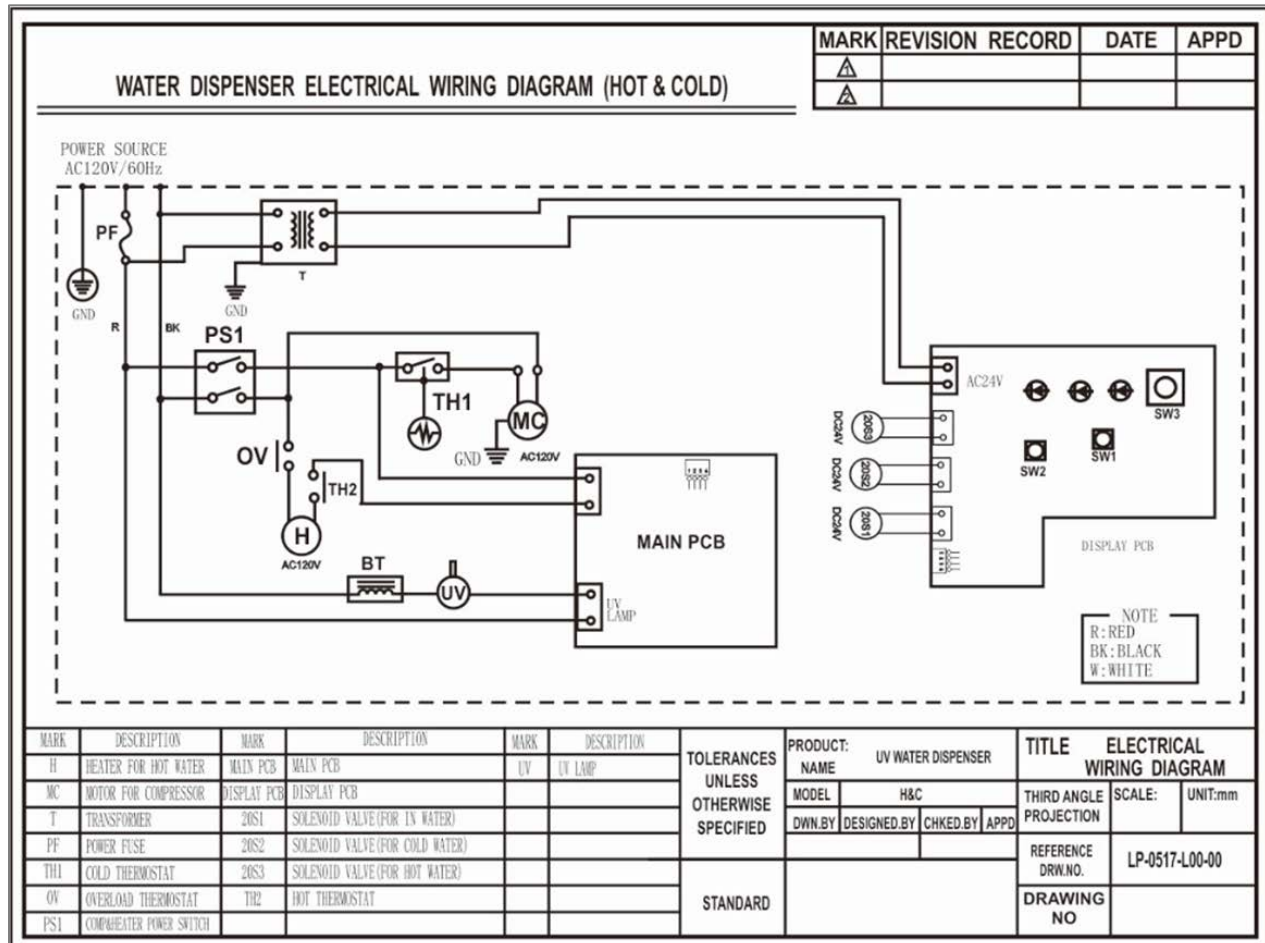 MARK REVISION RECORD DATE APPD
1
2
WATER DISPENSER ELECTRICAL WIRING DIAGRAM (HOT & COLD)
POWER SOURCE
AC120V/60Hz
PF
GND
R
BK
T
GND
PS1
TH1
MC
GND
AC120V
OV
TH2
H
AC120V
BT
UV
MAIN PCB
1 2 3 4
UV
LAMP
AC24V
SW3
SW1
SW2
DC24V 20S3
DC24V 20S2
DC24V 20S1
DISPLAY PCB
NOTE
R:RED
BK:BLACK
W:WHITE
MARK DESCRIPTION MARK DESCRIPTION MARK DESCRIPTION
H HEATER FOR HOT WATER MAIN PCB MAIN PCB UV UV LAMP
MC MOTOR FOR COMPRESSOR DISPLAY PCB DISPLAY PCB
T TRANSFORMER 20S1 SOLENOID VALVE(FOR IN WATER)
PF POWER FUSE 20S2 SOLENOID VALVE(FOR COLD WATER)
TH1 COLD THERMOSTAT 20S3 SOLENOID VALVE(FOR HOT WATER)
OV OVERLOAD THERMOSTAT TH2 HOT THERMOSTAT
PS1 COMP&HEATER POWER SWITCH
TOLERANCES
UNLESS
OTHERWISE
SPECIFIED
STANDARD
PRODUCT:
NAME
UV WATER DISPENSER
MODEL H&C
DWN.BY DESIGNED.BY CHKED.BY APPD
TITLE ELECTRICAL
WIRING DIAGRAM
THIRD ANGLE
PROJECTION
SCALE: UNIT:mm
REFERENCE
DRW.NO.
LP-0517-L00-00
DRAWING
NO